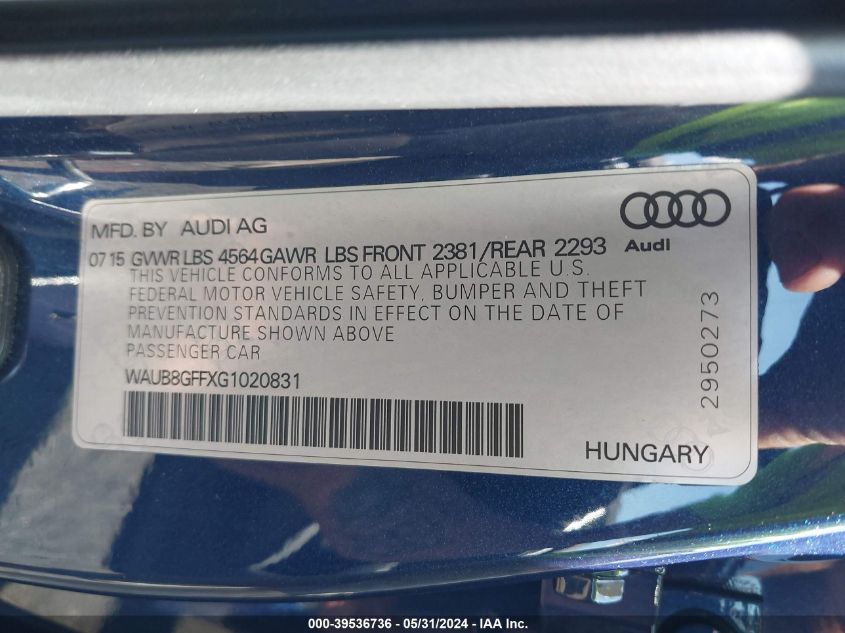 MFD. BY AUDI AG
Audi
07 15 GVWR LBS 4564 GAWR LBS FRONT 2381/REAR 2293
THIS VEHICLE CONFORMS TO ALL APPLICABLE U.S.
FEDERAL MOTOR VEHICLE SAFETY, BUMPER AND THEFT
PREVENTION STANDARDS IN EFFECT ON THE DATE OF
MANUFACTURE SHOWN ABOVE
PASSENGER CAR
WAUB8GFFXG1020831
2950273
HUNGARY
000-39536736 - 05/31/2024 - IAA Inc.